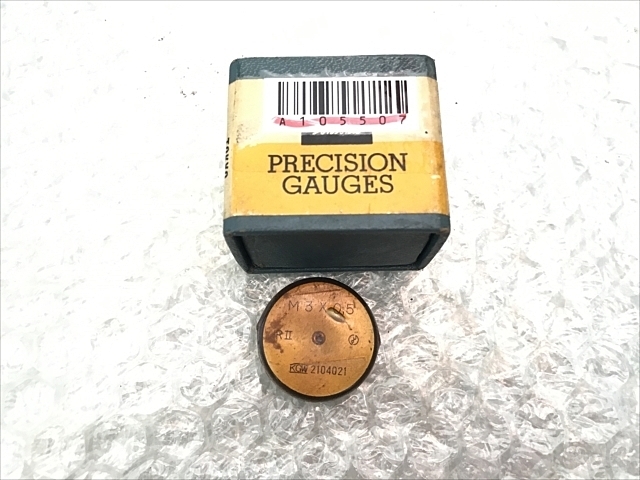 A105507
PRECISION
GAUGES
M3X0.5
RII
KGW 2104021